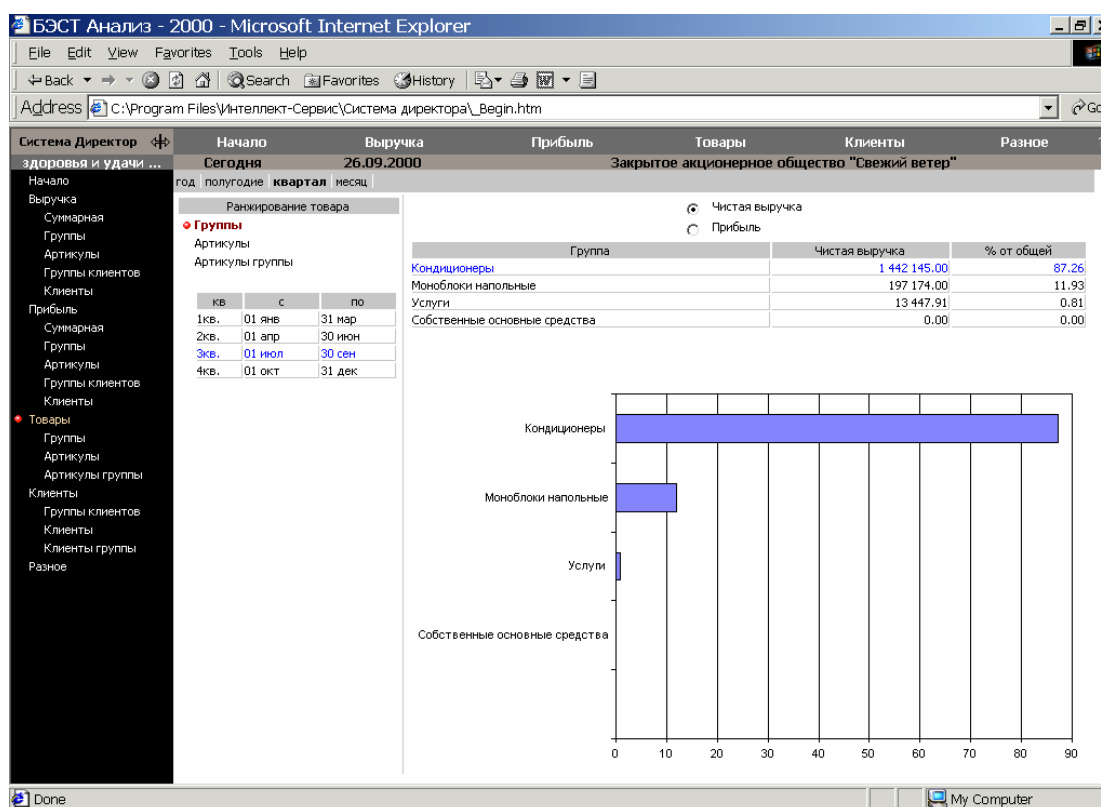 БЭСТ Анализ - 2000 - Microsoft Internet Explorer
File Edit View Favorites Tools Help
Back Search Favorites History
Address C:\Program Files\Интеллект-Сервис\Система директора\_Begin.htm Go
Система Директор Начало Выручка Прибыль Товары Клиенты Разное
здоровья и удачи ... Сегодня 26.09.2000 Закрытое акционерное общество "Свежий ветер"
Начало
Выручка
Суммарная
Группы
Артикулы
Группы клиентов
Клиенты
Прибыль
Суммарная
Группы
Артикулы
Группы клиентов
Клиенты
Товары
Группы
Артикулы
Артикулы группы
Клиенты
Группы клиентов
Клиенты
Клиенты группы
Разное
год полугодие квартал месяц
Ранжирование товара
Группы
Артикулы
Артикулы группы
кв с по
1кв. 01 янв 31 мар
2кв. 01 апр 30 июн
3кв. 01 июл 30 сен
4кв. 01 окт 31 дек
Чистая выручка
Прибыль
Группа Чистая выручка % от общей
Кондиционеры 1 442 145.00 87.26
Моноблоки напольные 197 174.00 11.93
Услуги 13 447.91 0.81
Собственные основные средства 0.00 0.00
Кондиционеры
Моноблоки напольные
Услуги
Собственные основные средства
0 10 20 30 40 50 60 70 80 90
Done My Computer